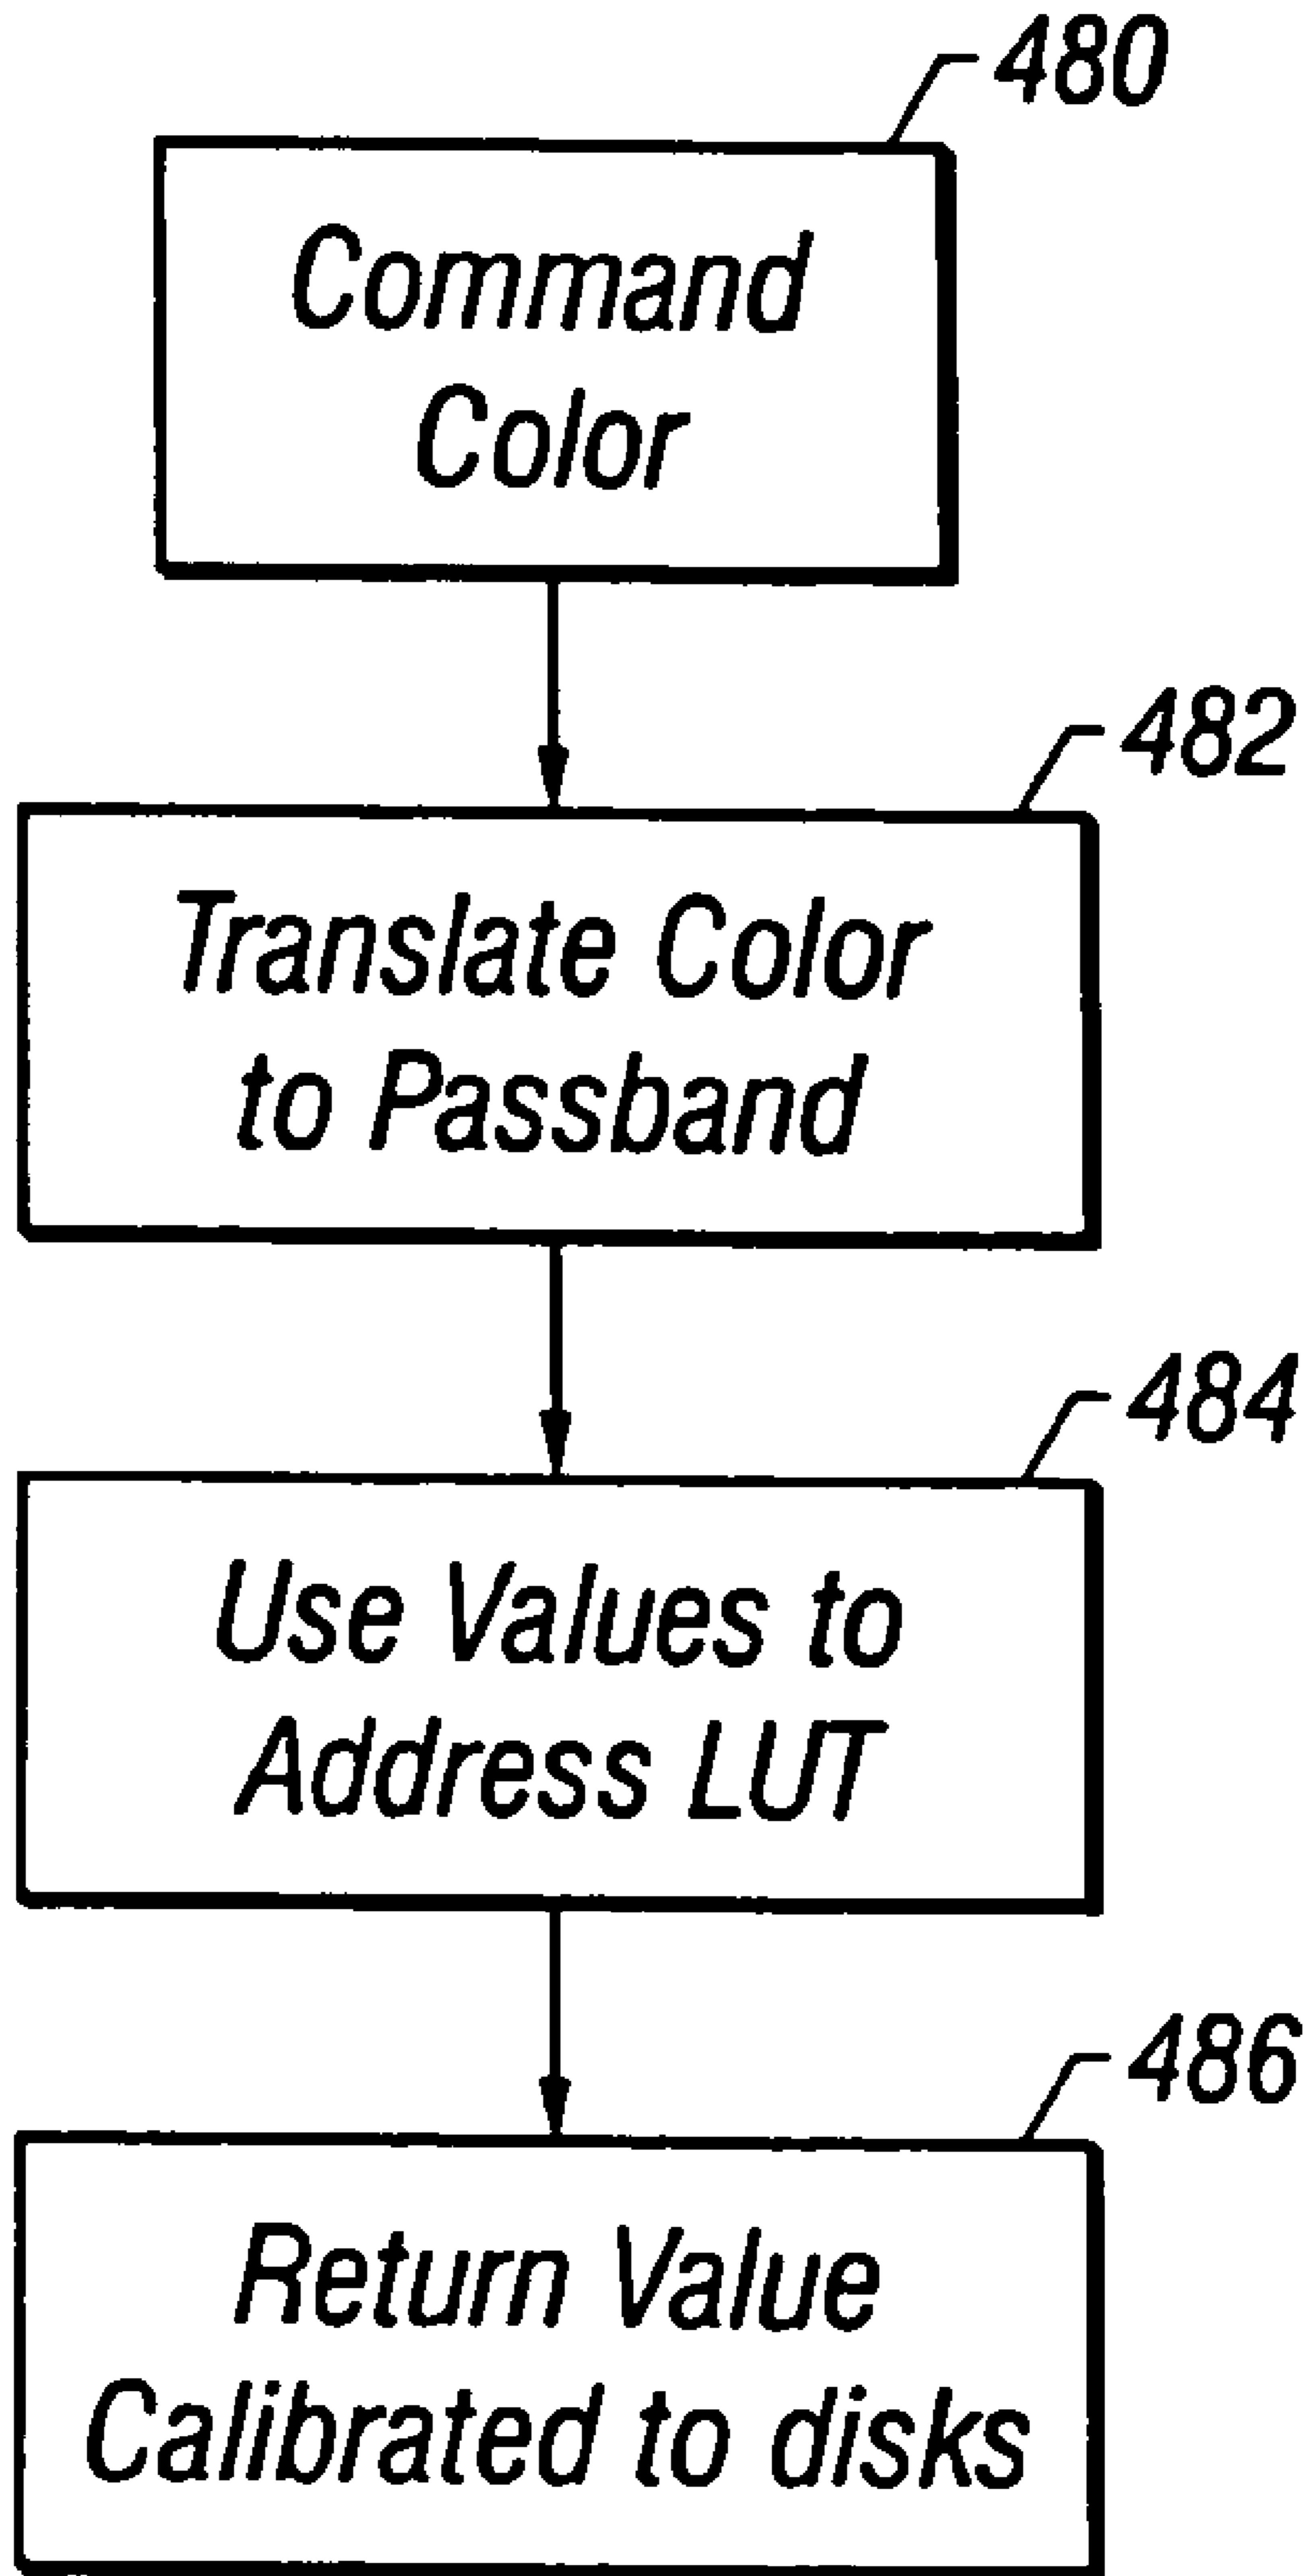 480
Command
Color
482
Translate Color
to Passband
484
Use Values to
Address LUT
486
Return Value
Calibrated to disks